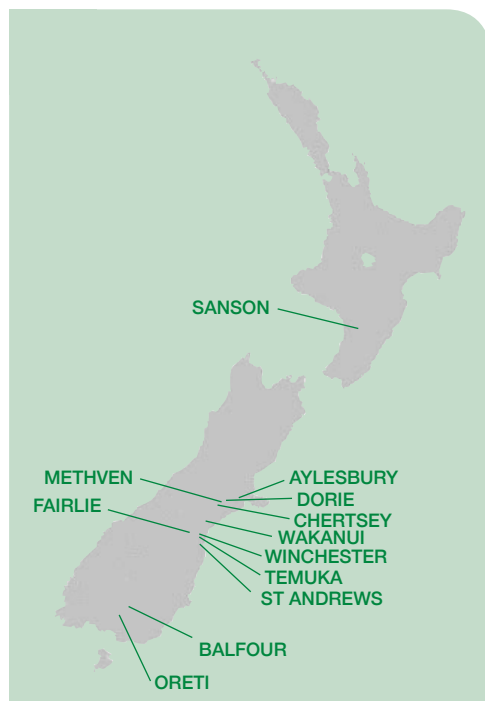 SANSON
METHVEN
AYLESBURY
FAIRLIE
DORIE
CHERTSEY
WAKANUI
WINCHESTER
TEMUKA
ST ANDREWS
BALFOUR
ORETI